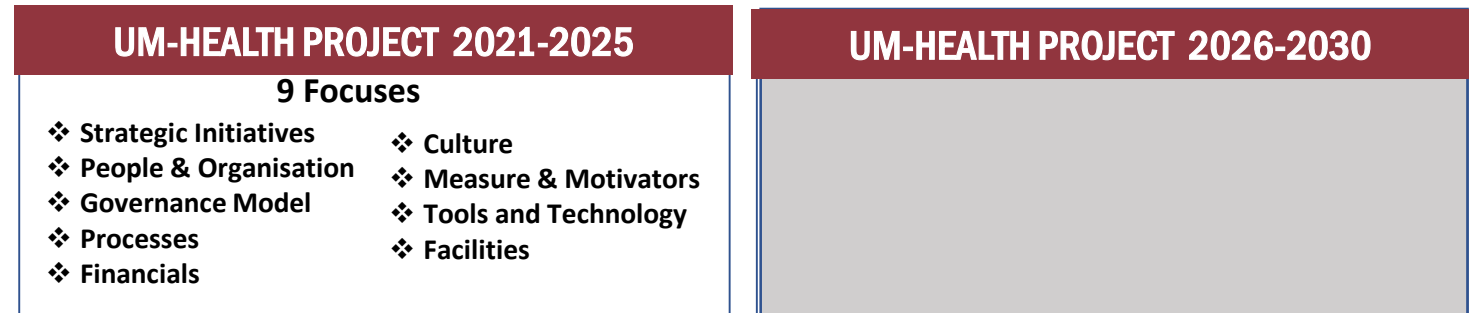 UM-HEALTH PROJECT 2021-2025
9 Focuses
❖ Strategic Initiatives
❖ People & Organisation
❖ Governance Model
❖ Processes
❖ Financials
❖ Culture
❖ Measure & Motivators
❖ Tools and Technology
❖ Facilities
UM-HEALTH PROJECT 2026-2030